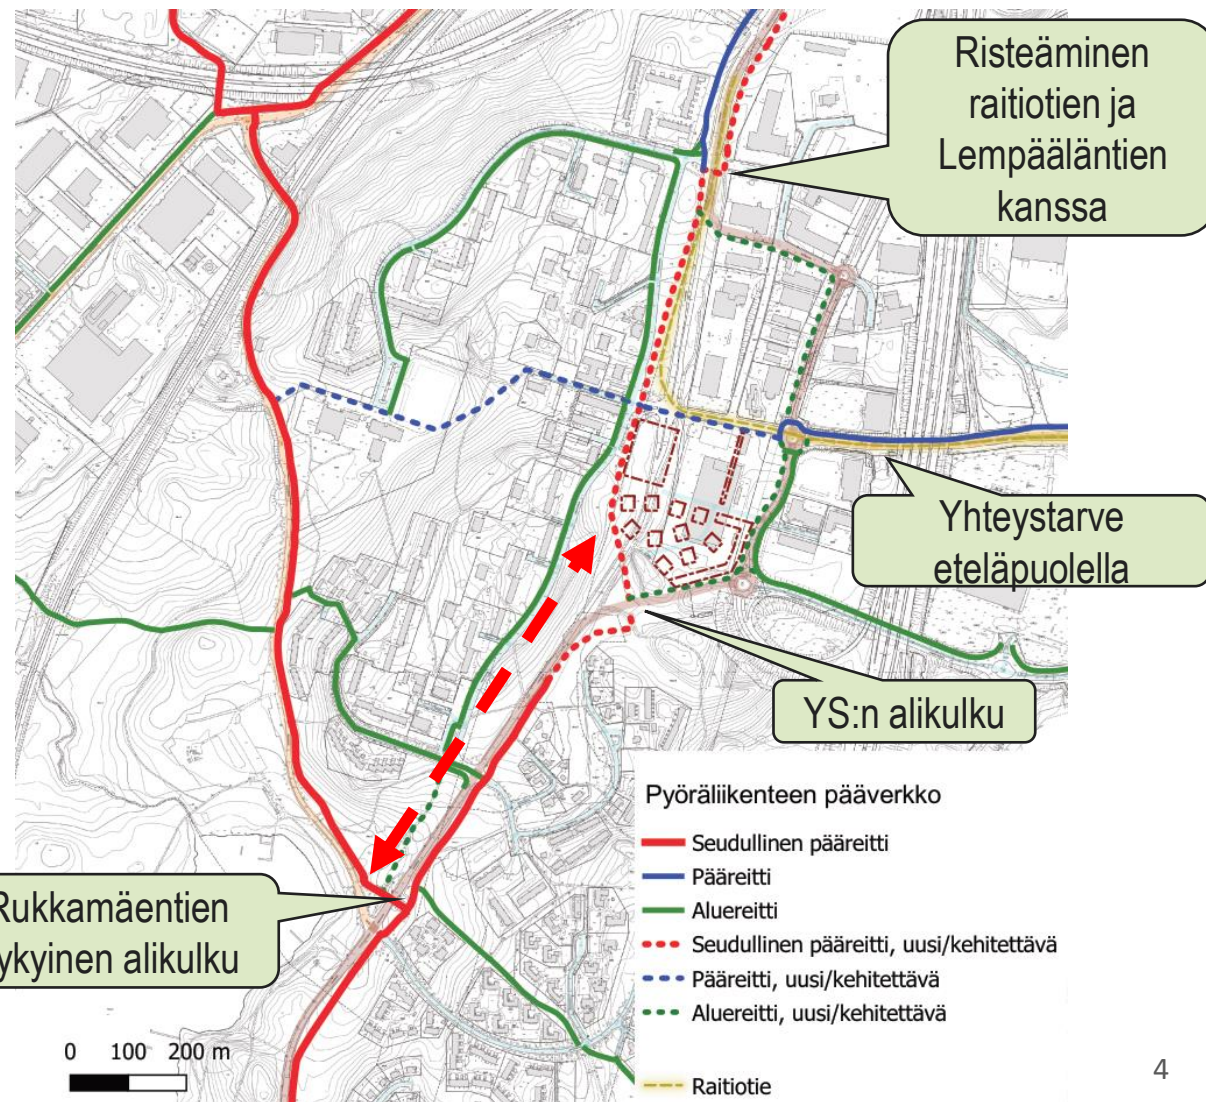 Risteäminen
raitiotien ja
Lempääläntien
kanssa
Yhteystarve
eteläpuolella
YS:n alikulku
Rukkamäentien
ykyinen alikulku
Pyöräliikenteen pääverkko
Seudullinen pääreitti
Pääreitti
Aluereitti
Seudullinen pääreitti, uusi/kehitettävä
Pääreitti, uusi/kehitettävä
Aluereitti, uusi/kehitettävä
Raitiotie
0 100 200 m
4